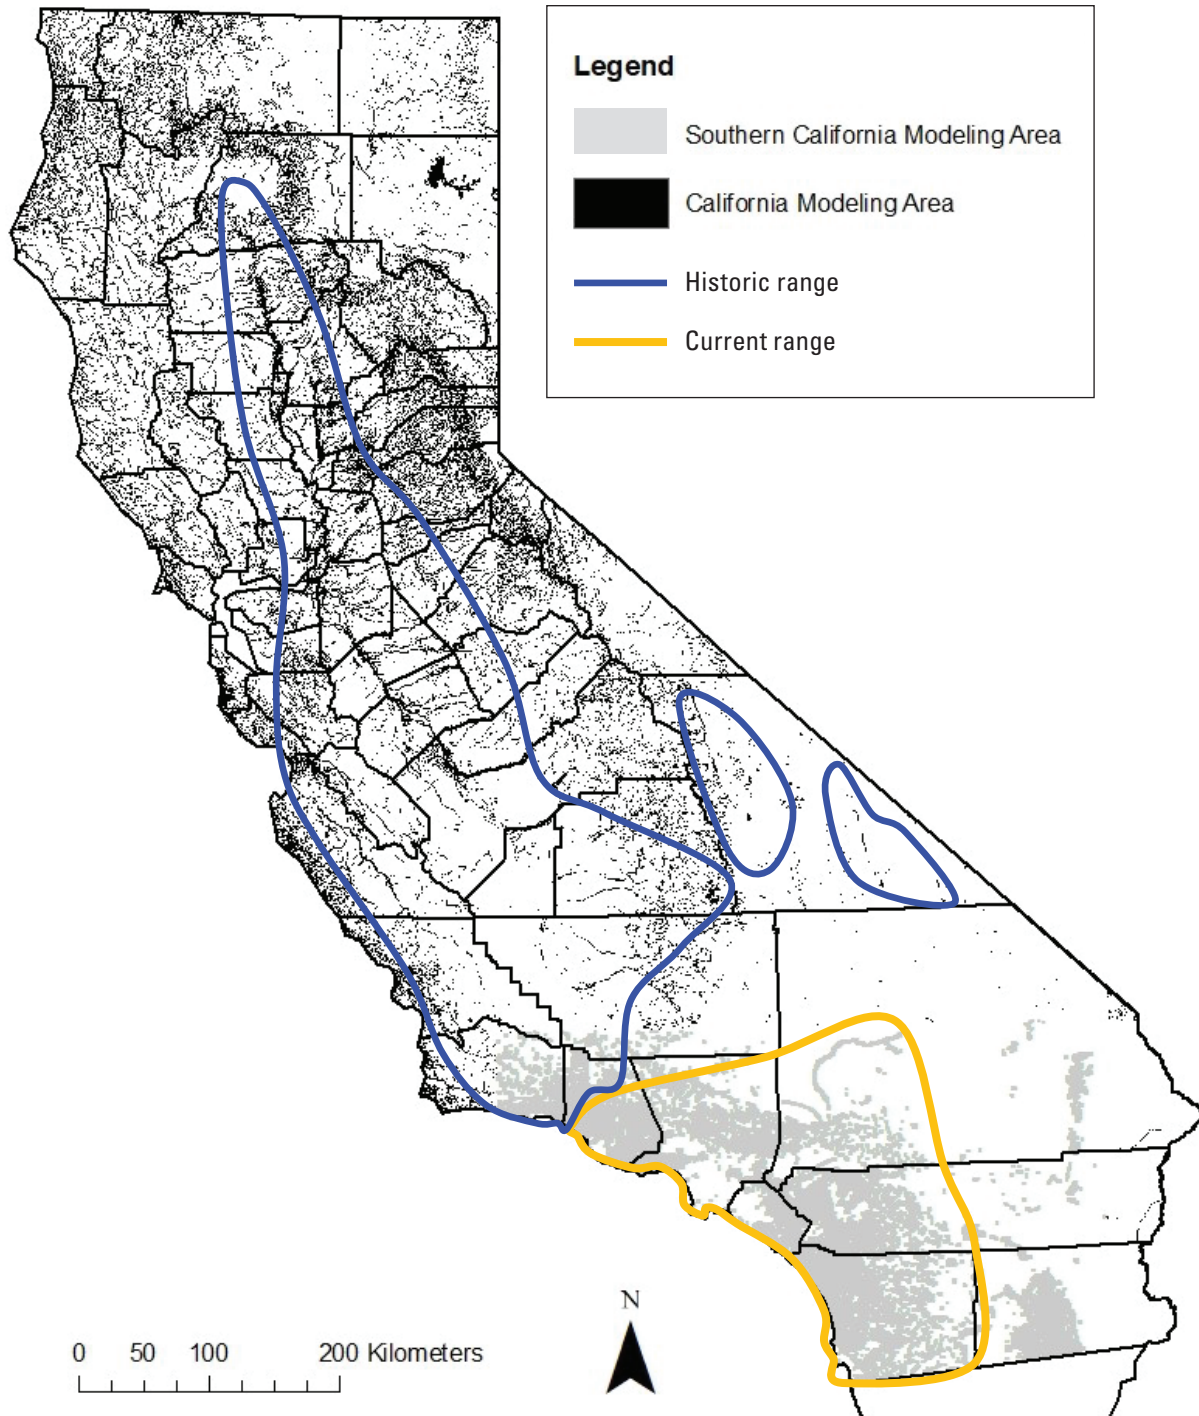 Legend
Southern California Modeling Area
California Modeling Area
Historic range
Current range
N
0 50 100 200 Kilometers